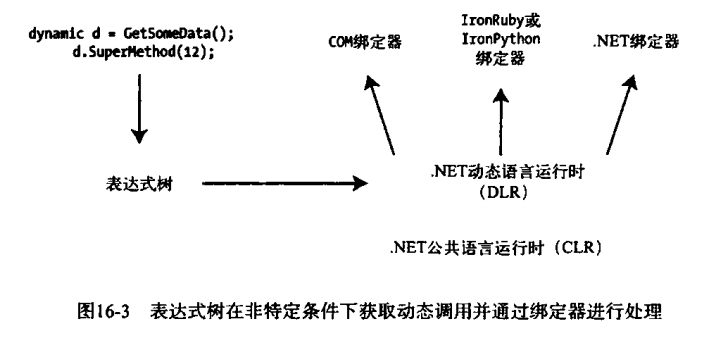 dynamic d = GetSomeData();
d.SuperMethod(12);
COM绑定器
IronRuby或
IronPython
绑定器
.NET绑定器
表达式树
.NET动态语言运行时
（DLR）
.NET公共语言运行时（CLR）
图16-3 表达式树在非特定条件下获取动态调用并通过绑定器进行处理